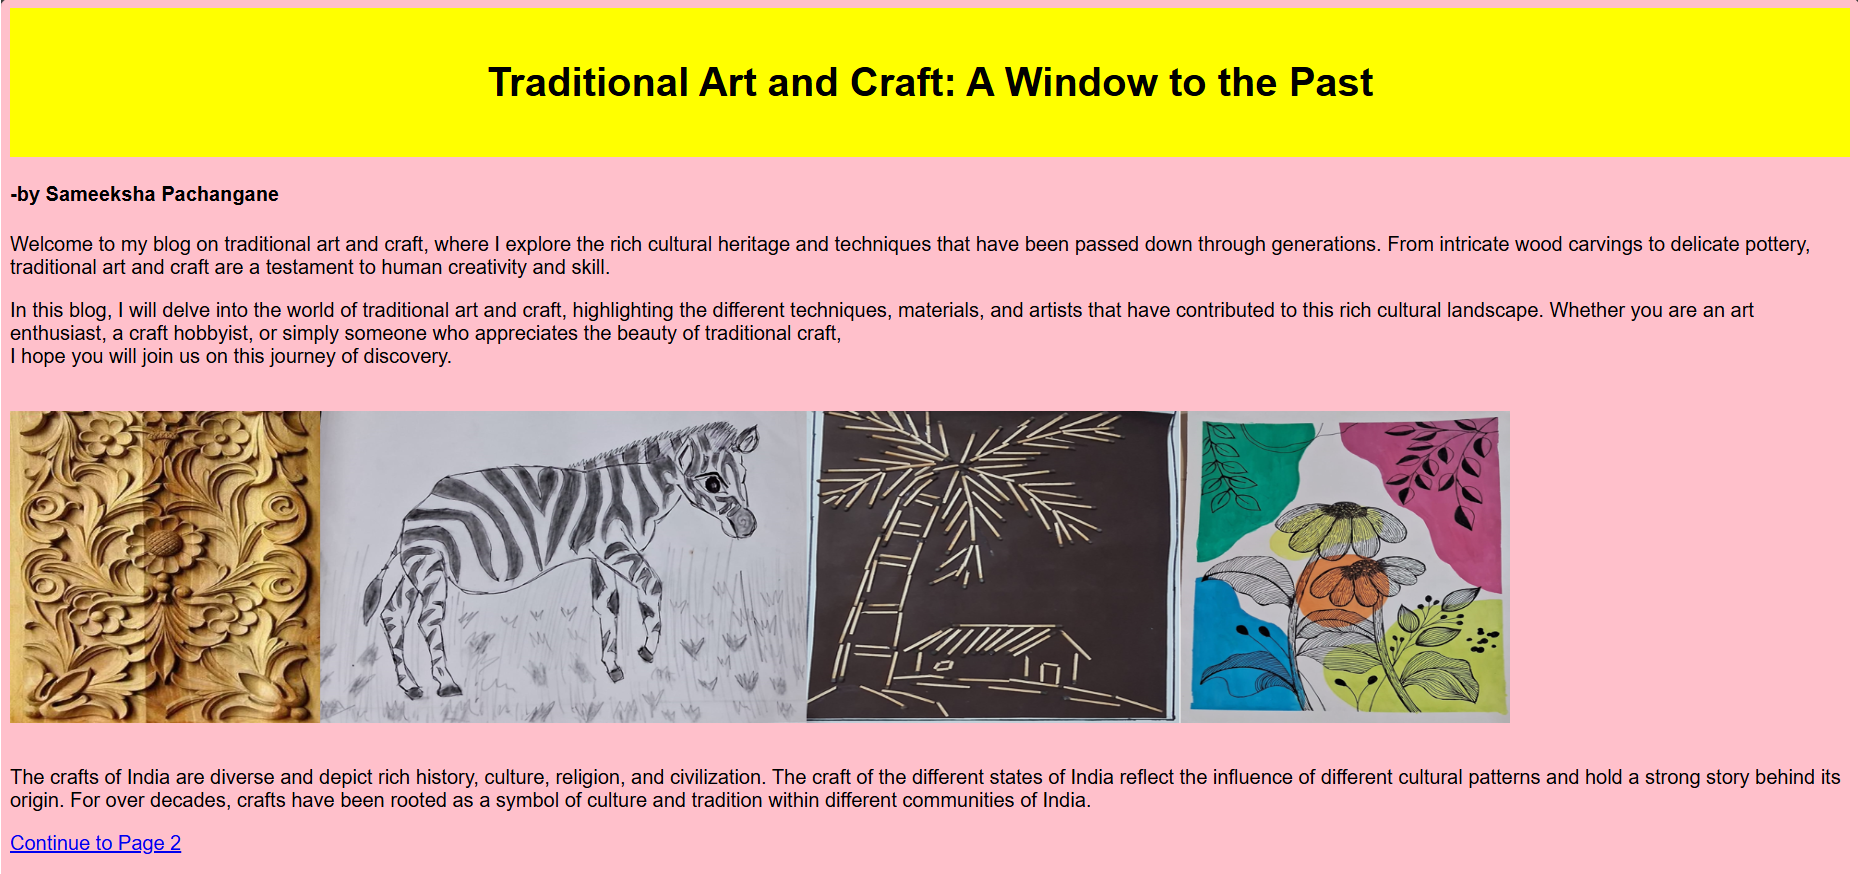 Traditional Art and Craft: A Window to the Past
-by Sameeksha Pachangane
Welcome to my blog on traditional art and craft, where I explore the rich cultural heritage and techniques that have been passed down through generations. From intricate wood carvings to delicate pottery,
traditional art and craft are a testament to human creativity and skill.
In this blog, I will delve into the world of traditional art and craft, highlighting the different techniques, materials, and artists that have contributed to this rich cultural landscape. Whether you are an art
enthusiast, a craft hobbyist, or simply someone who appreciates the beauty of traditional craft,
I hope you will join us on this journey of discovery.
The crafts of India are diverse and depict rich history, culture, religion, and civilization. The craft of the different states of India reflect the influence of different cultural patterns and hold a strong story behind its
origin. For over decades, crafts have been rooted as a symbol of culture and tradition within different communities of India.
Continue to Page 2